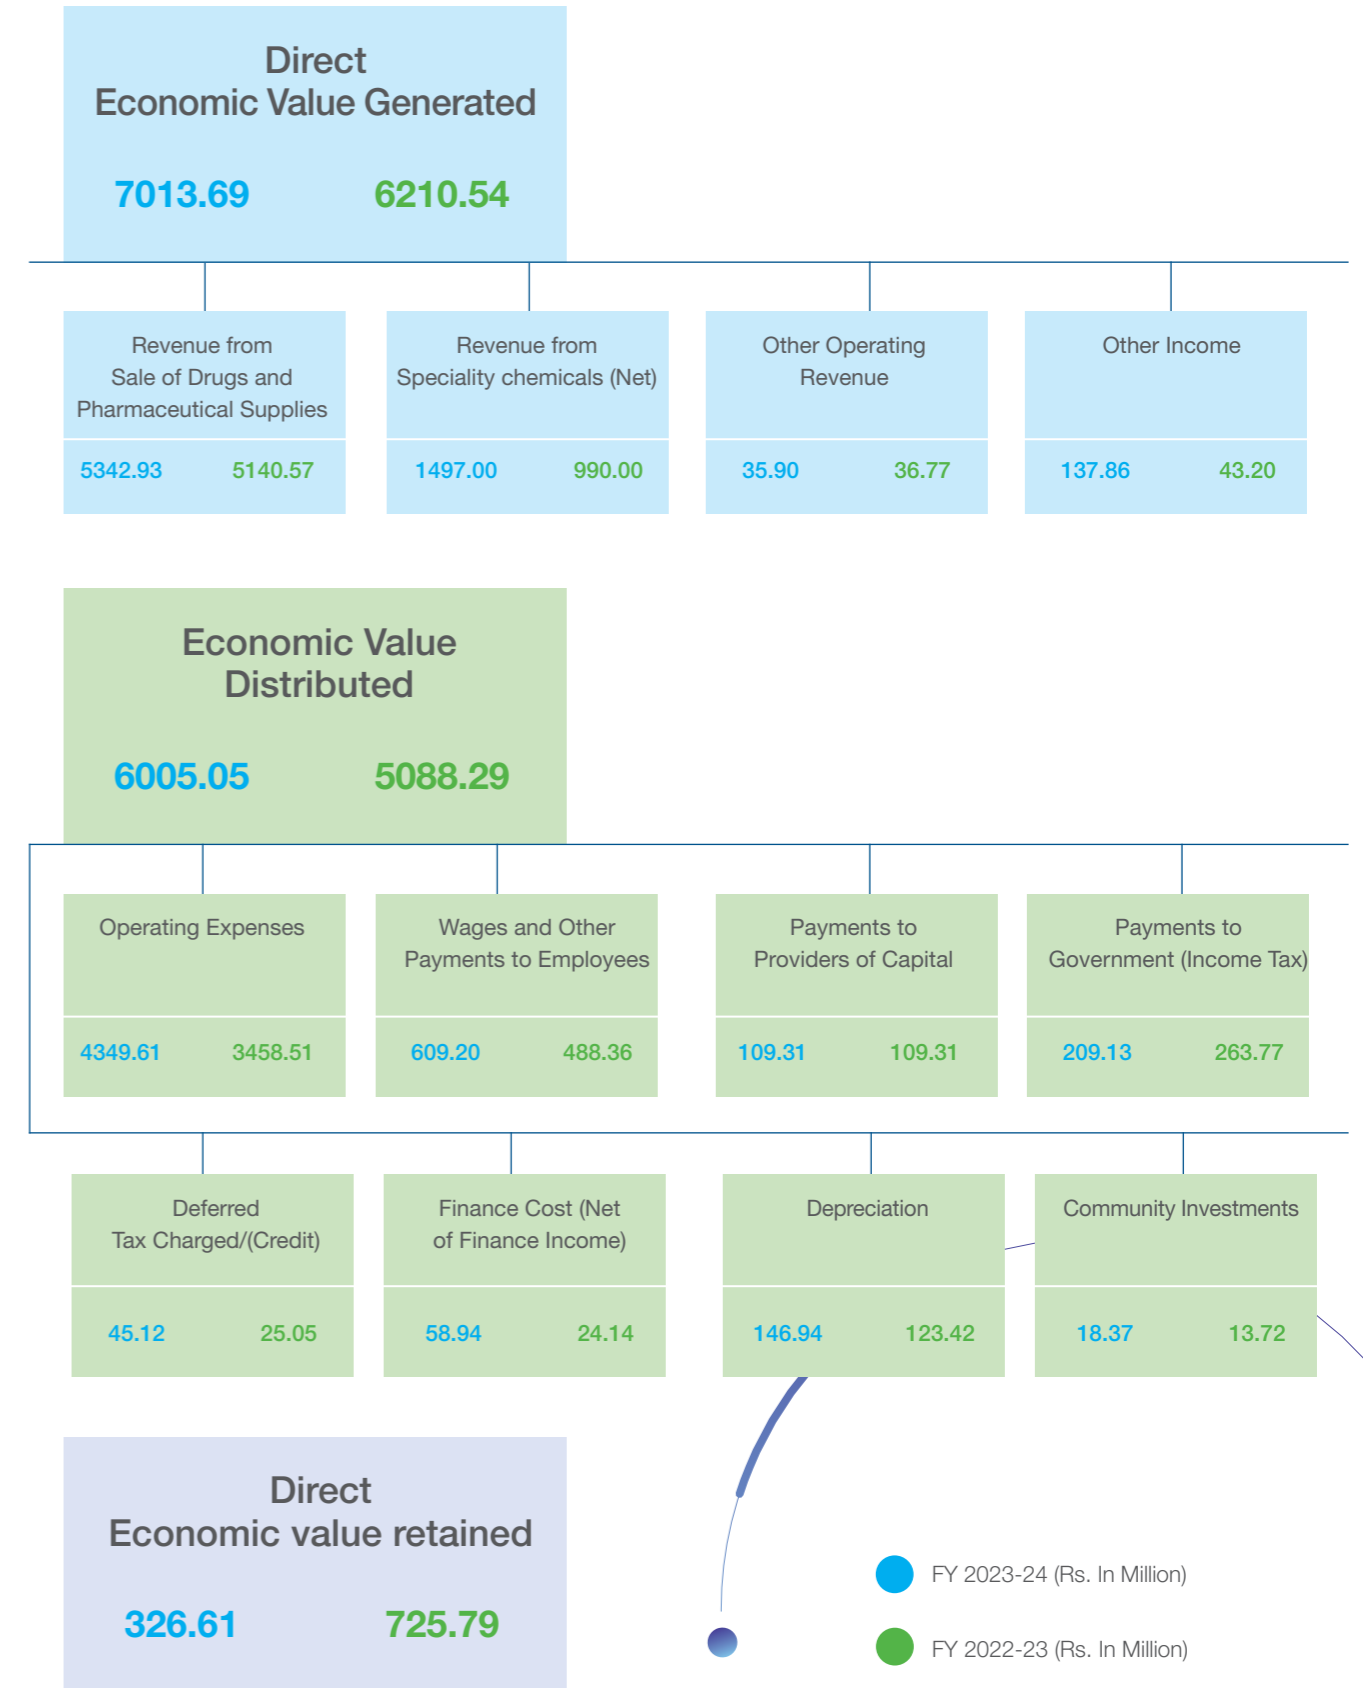 Direct
Economic Value Generated
7013.69 6210.54
Revenue from
Sale of Drugs and
Pharmaceutical Supplies
5342.93 5140.57
Revenue from
Speciality chemicals (Net)
1497.00 990.00
Other Operating
Revenue
35.90 36.77
Other Income
137.86 43.20
Economic Value
Distributed
6005.05 5088.29
Operating Expenses
4349.61 3458.51
Wages and Other
Payments to Employees
609.20 488.36
Payments to
Providers of Capital
109.31 109.31
Payments to
Government (Income Tax)
209.13 263.77
Deferred
Tax Charged/(Credit)
45.12 25.05
Finance Cost (Net
of Finance Income)
58.94 24.14
Depreciation
146.94 123.42
Community Investments
18.37 13.72
Direct
Economic value retained
326.61 725.79
FY 2023-24 (Rs. In Million)
FY 2022-23 (Rs. In Million)